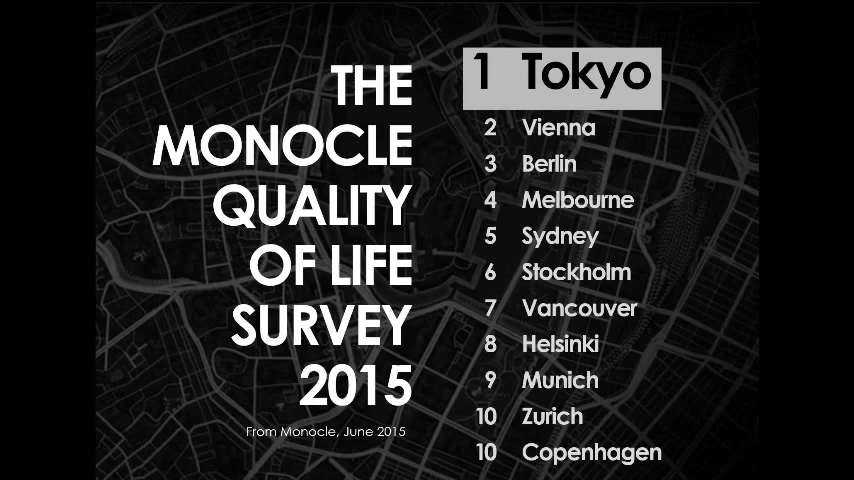 THE
MONOCLE
QUALITY
OF LIFE
SURVEY
2015
From Monocle, June 2015
1 Tokyo
2 Vienna
3 Berlin
4 Melbourne
5 Sydney
6 Stockholm
7 Vancouver
8 Helsinki
9 Munich
10 Zurich
10 Copenhagen